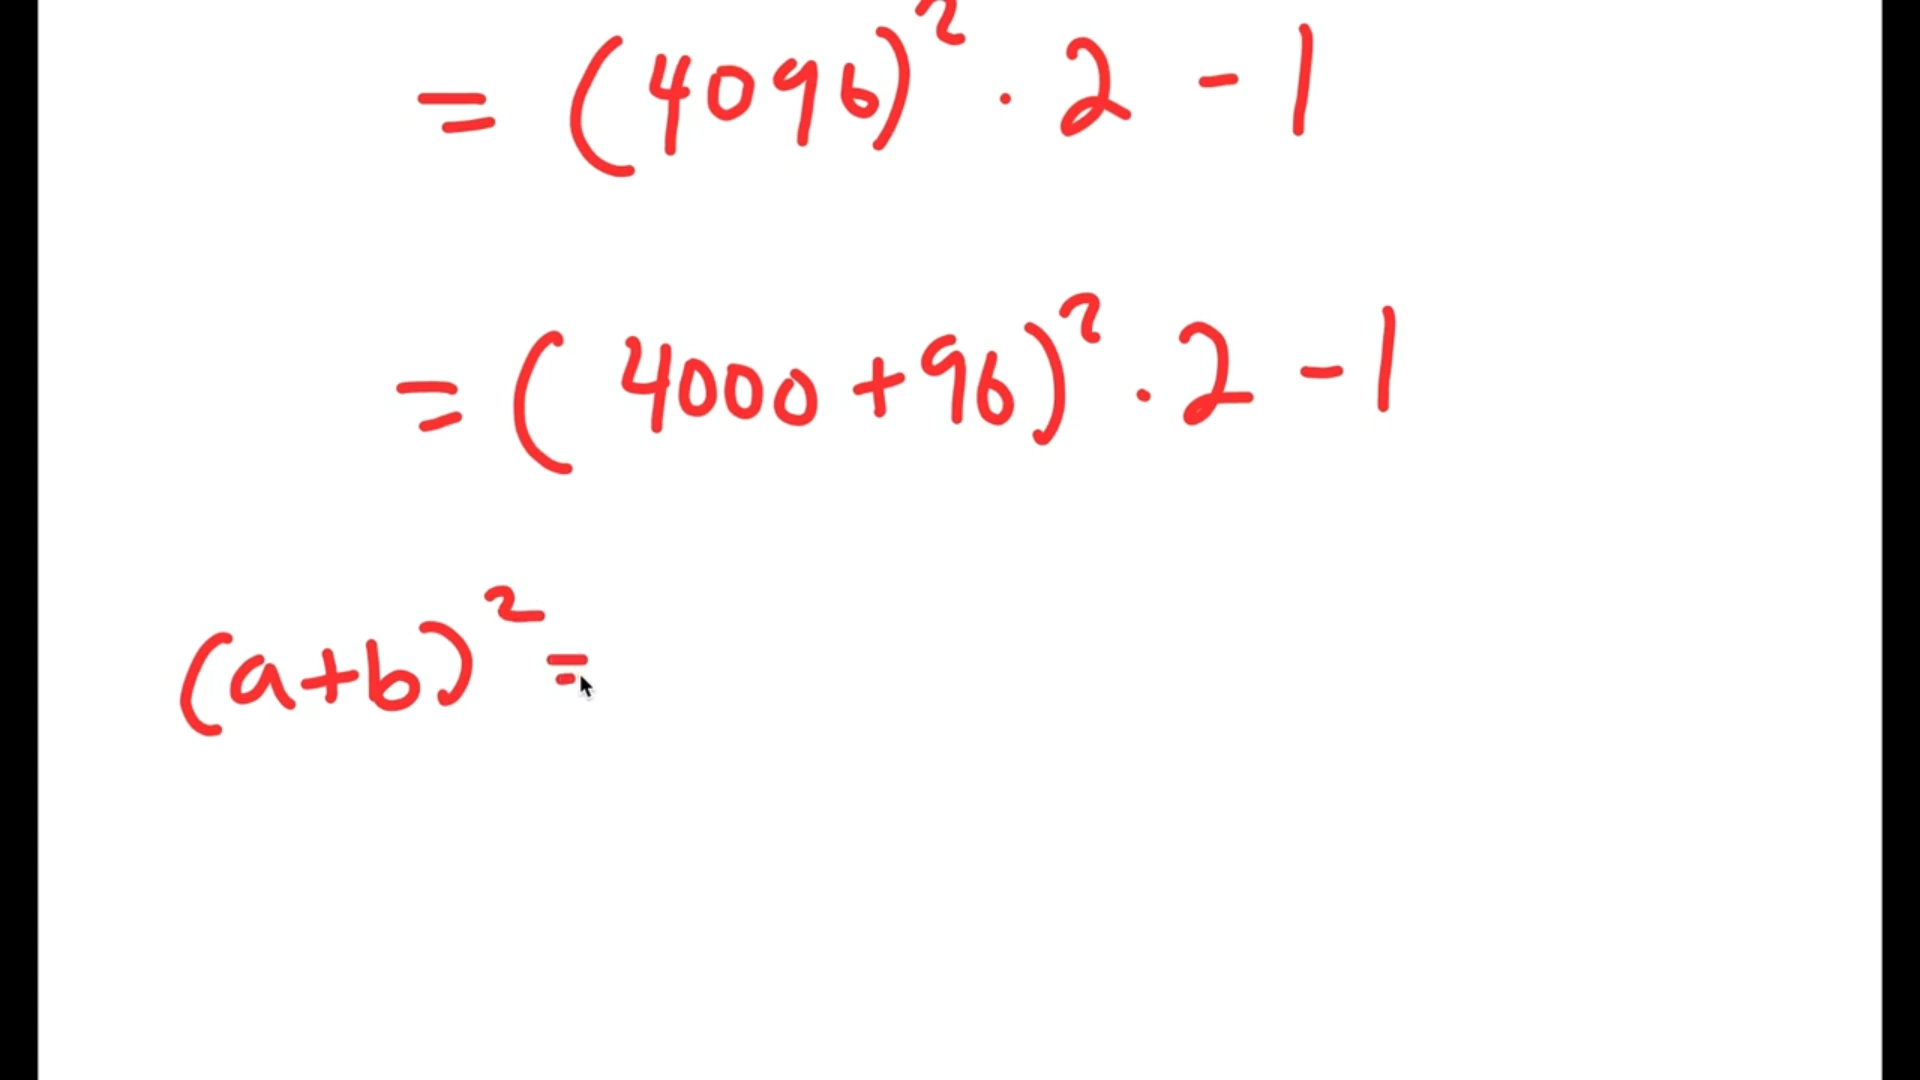 = (4096)² · 2 - 1
= (4000 + 96)² · 2 - 1
(a+b)² =